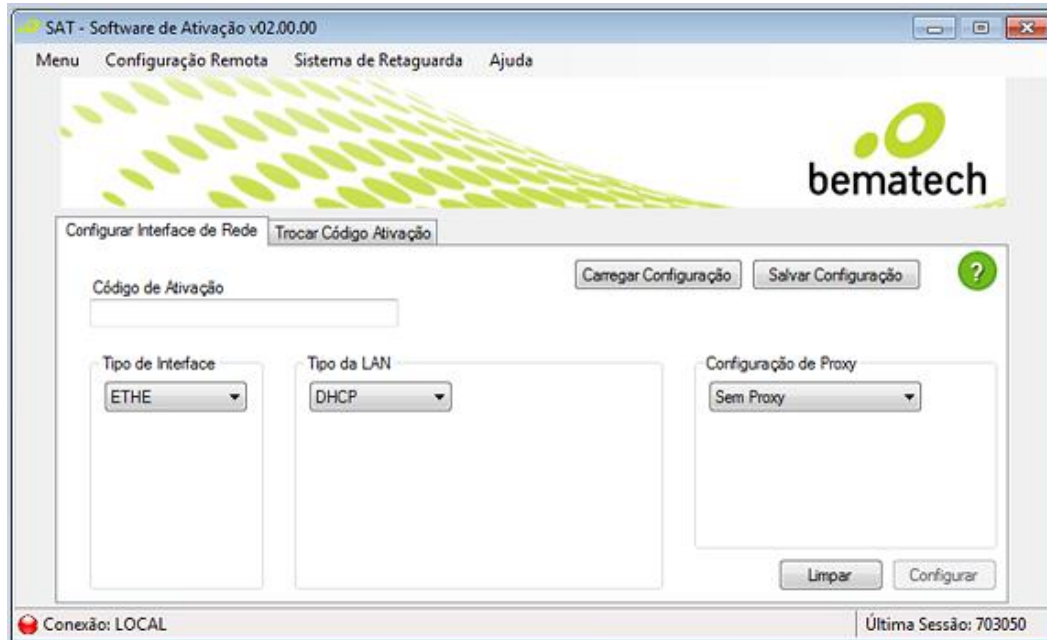 SAT - Software de Ativação v02.00.00
Menu Configuração Remota Sistema de Retaguarda Ajuda
bematech
Configurar Interface de Rede Trocar Código Ativação
Carregar Configuração Salvar Configuração ?
Código de Ativação
Tipo de Interface Tipo da LAN Configuração de Proxy
ETHE DHCP Sem Proxy
Limpar Configurar
Conexão: LOCAL Última Sessão: 703050